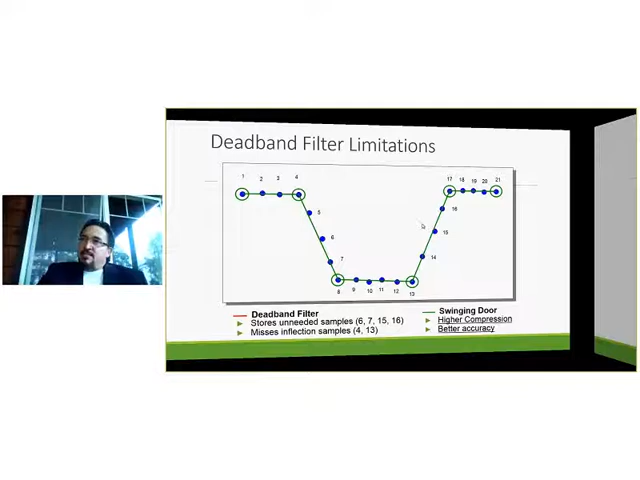 Deadband Filter Limitations
1 2 3 4 17 18 19 20 21
16
5
15
6
14
7
8 9 10 11 12 13
Deadband Filter
Stores unneeded samples (6, 7, 15, 16)
Misses inflection samples (4, 13)
Swinging Door
Higher Compression
Better accuracy